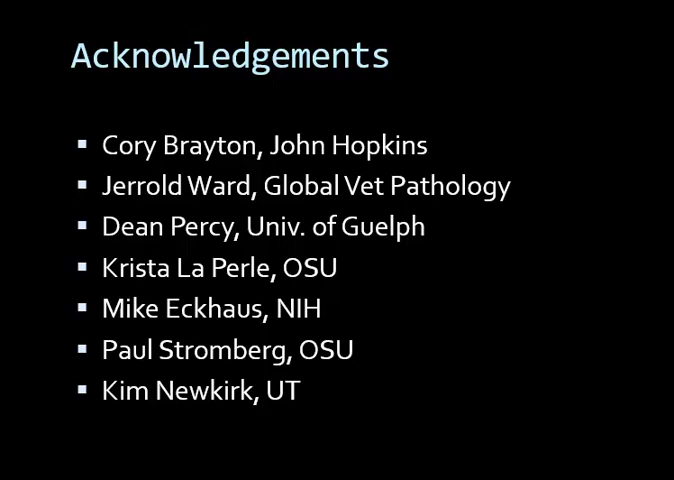 Acknowledgements
Cory Brayton, John Hopkins
Jerrold Ward, Global Vet Pathology
Dean Percy, Univ. of Guelph
Krista La Perle, OSU
Mike Eckhaus, NIH
Paul Stromberg, OSU
Kim Newkirk, UT